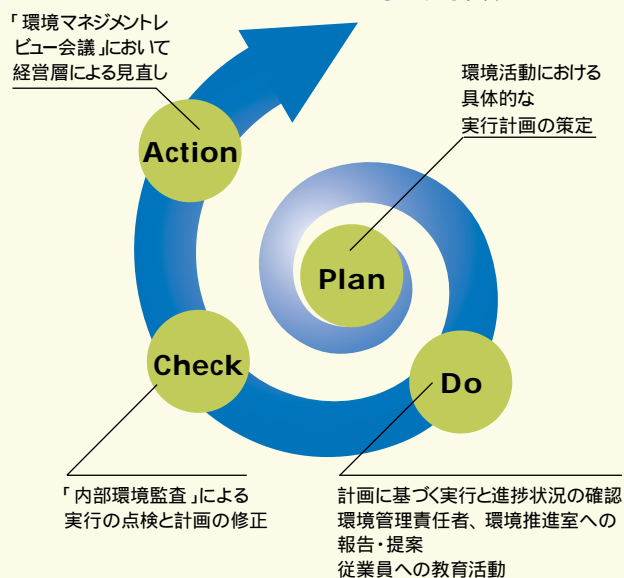 「環境マネジメントレ
ビュー会議」において
経営層による見直し
環境活動における
具体的な
実行計画の策定
Action
Plan
Check
Do
「内部環境監査」による
実行の点検と計画の修正
計画に基づく実行と進捗状況の確認
環境管理責任者、環境推進室への
報告・提案
従業員への教育活動